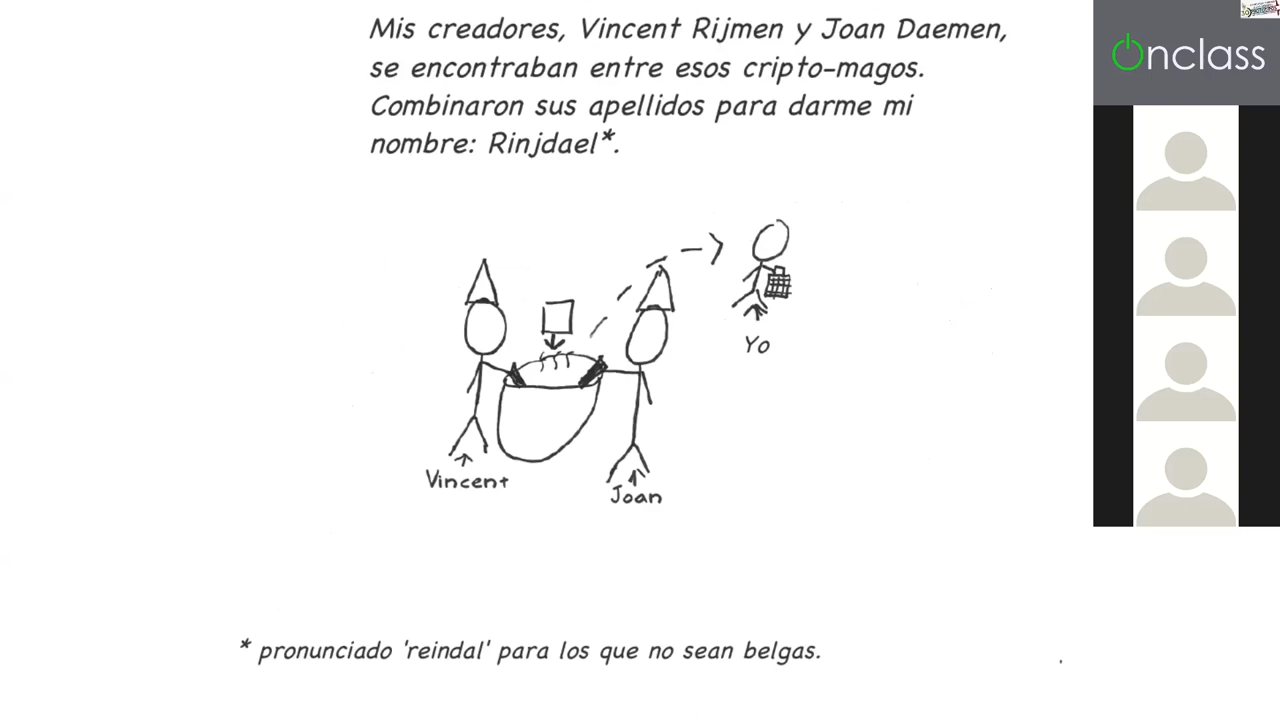 Mis creadores, Vincent Rijmen y Joan Daemen,
se encontraban entre esos cripto-magos.
Combinaron sus apellidos para darme mi
nombre: Rinjdael*.
Onclass
Yo
Vincent
Joan
* pronunciado 'reindal' para los que no sean belgas.